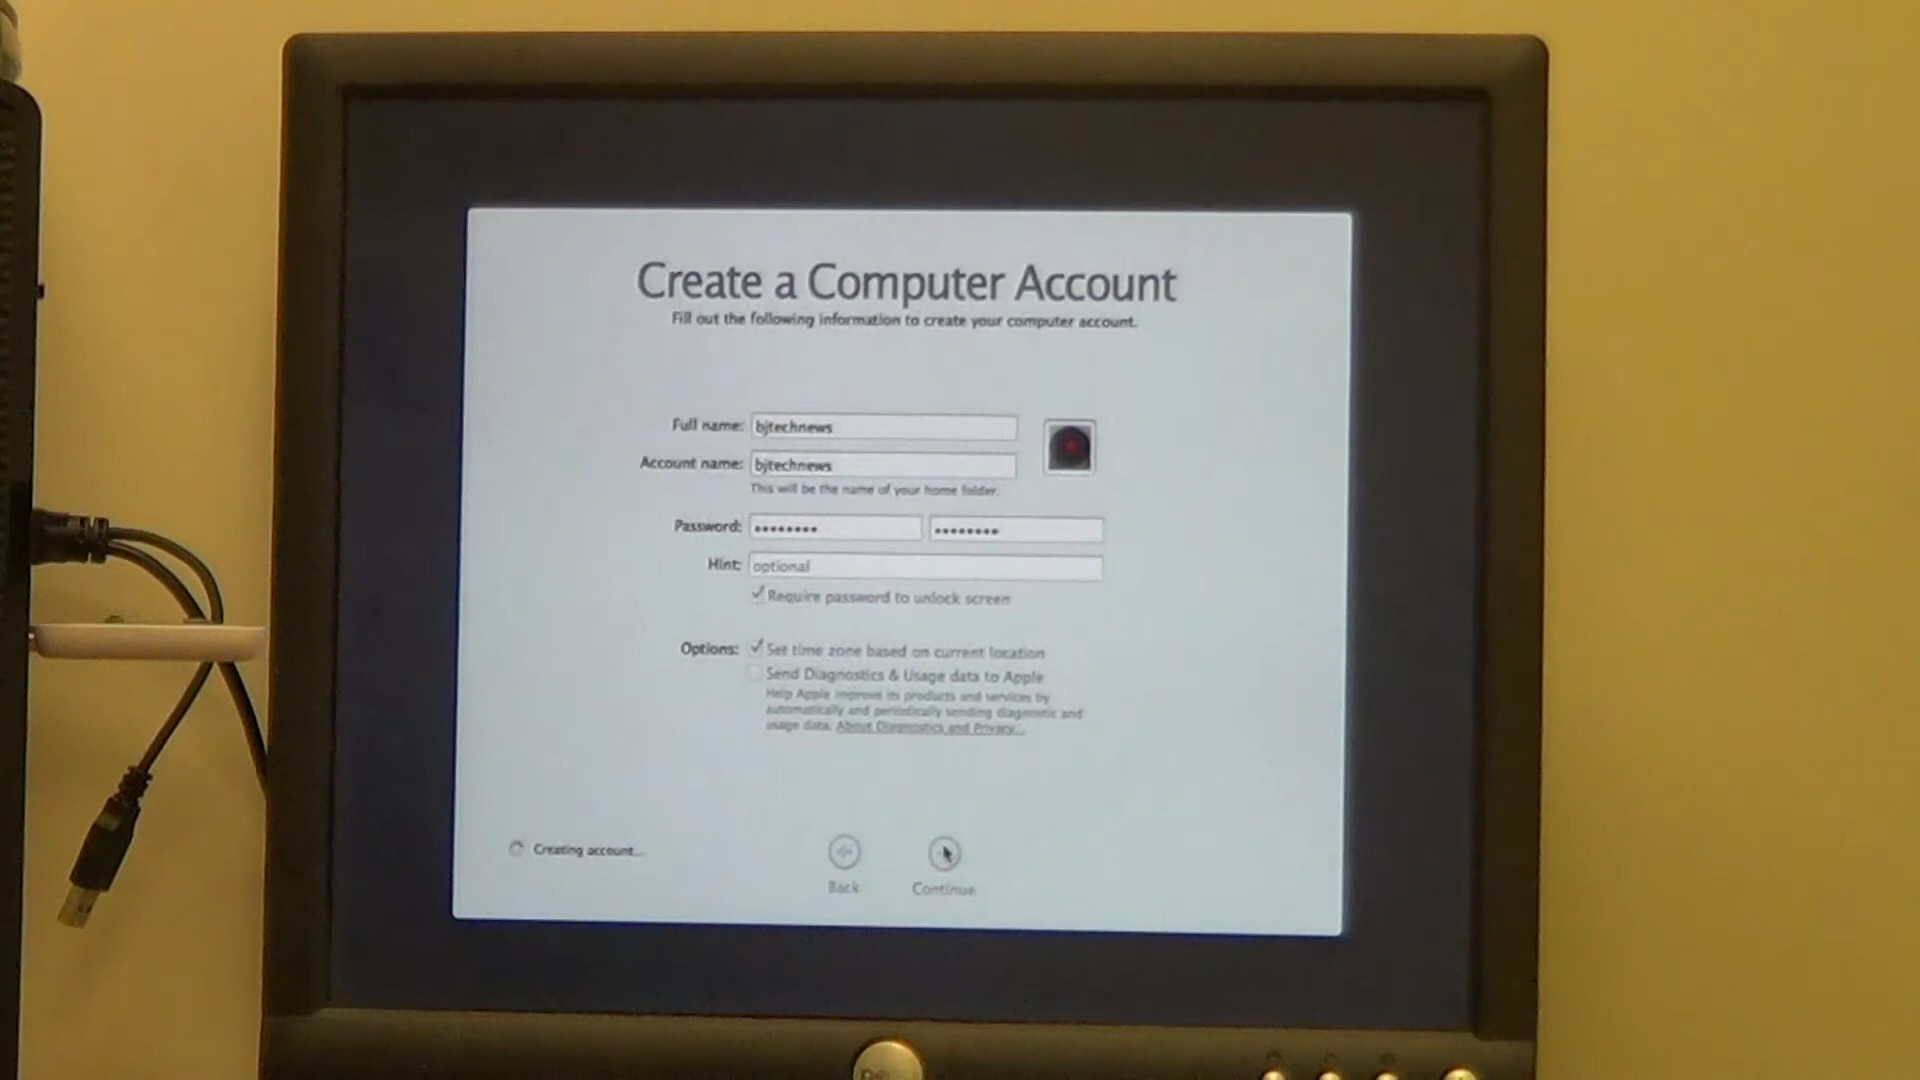 Create a Computer Account
Fill out the following information to create your computer account.
Full name: bjtechnews
Account name: bjtechnews
This will be the name of your home folder.
Password: •••••••• ••••••••
Hint: optional
Require password to unlock screen
Options: Set time zone based on current location
Send Diagnostics & Usage data to Apple
Help Apple improve its products and services by
automatically and periodically sending diagnostic and
usage data. About Diagnostics and Privacy...
Creating account...
Back
Continue